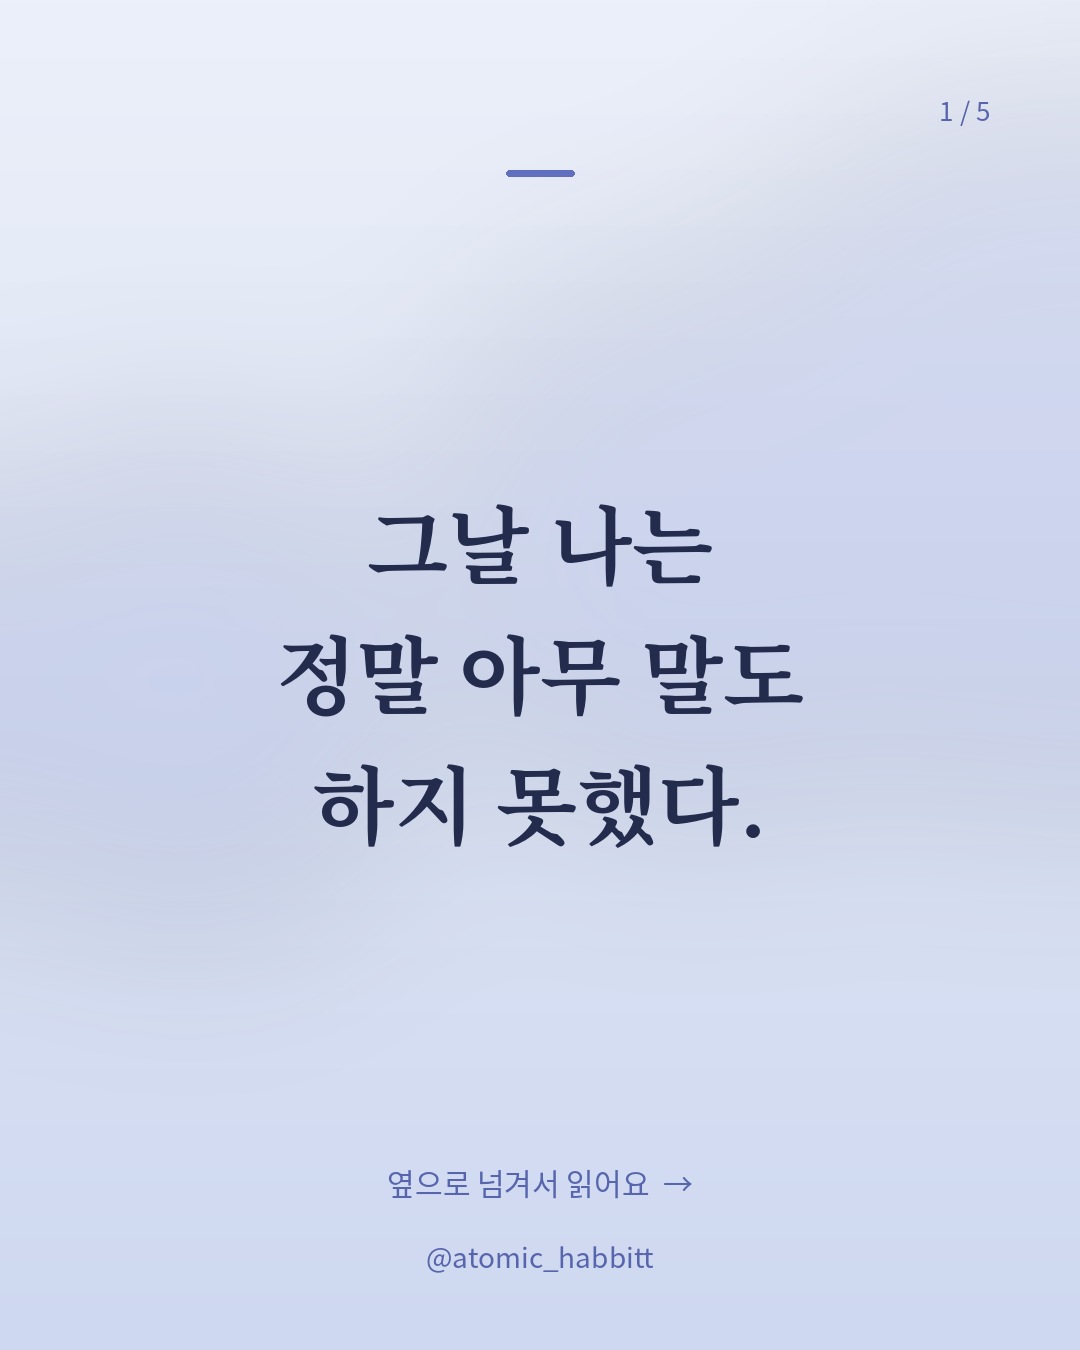 1 / 5
그날 나는
정말 아무 말도
하지 못했다.
옆으로 넘겨서 읽어요 →
@atomic_habbitt